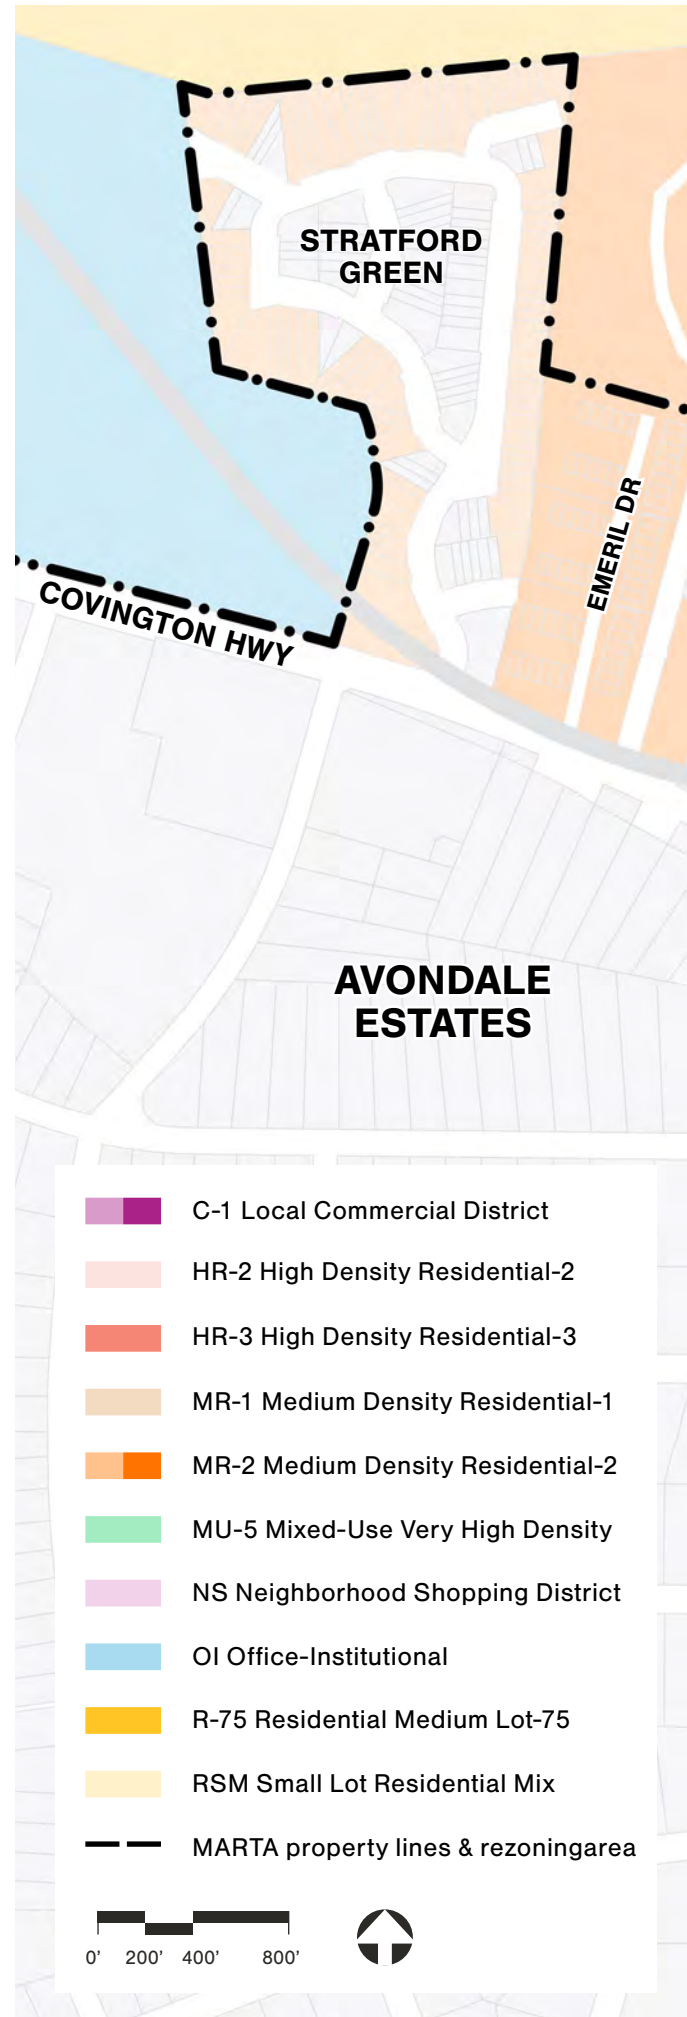 STRATFORD
GREEN
EMERIL DR
COVINGTON HWY
AVONDALE
ESTATES
C-1 Local Commercial District
HR-2 High Density Residential-2
HR-3 High Density Residential-3
MR-1 Medium Density Residential-1
MR-2 Medium Density Residential-2
MU-5 Mixed-Use Very High Density
NS Neighborhood Shopping District
OI Office-Institutional
R-75 Residential Medium Lot-75
RSM Small Lot Residential Mix
MARTA property lines & rezoningarea
0' 200' 400' 800'